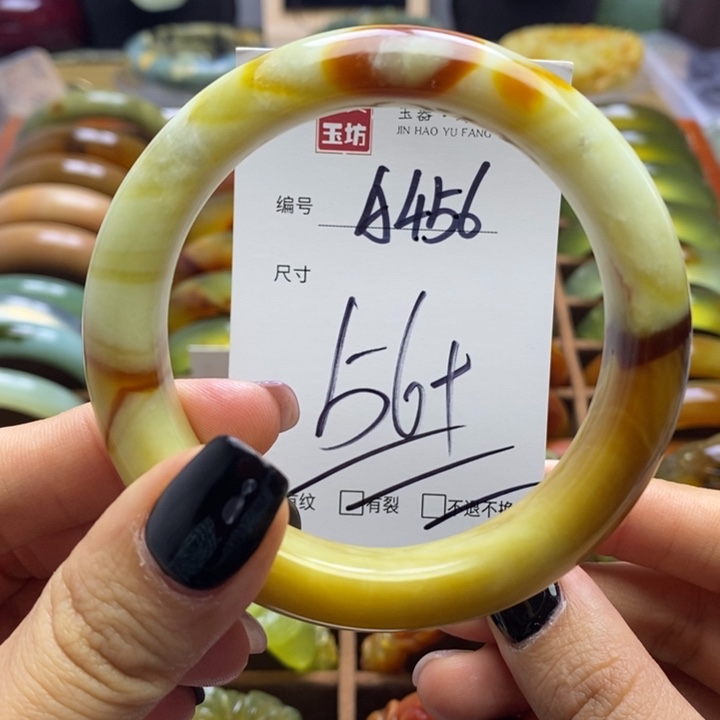 玉坊
玉器·
JIN HAO YU FANG
编号 A456
尺寸
56+
有纹 □有裂 □不退不换